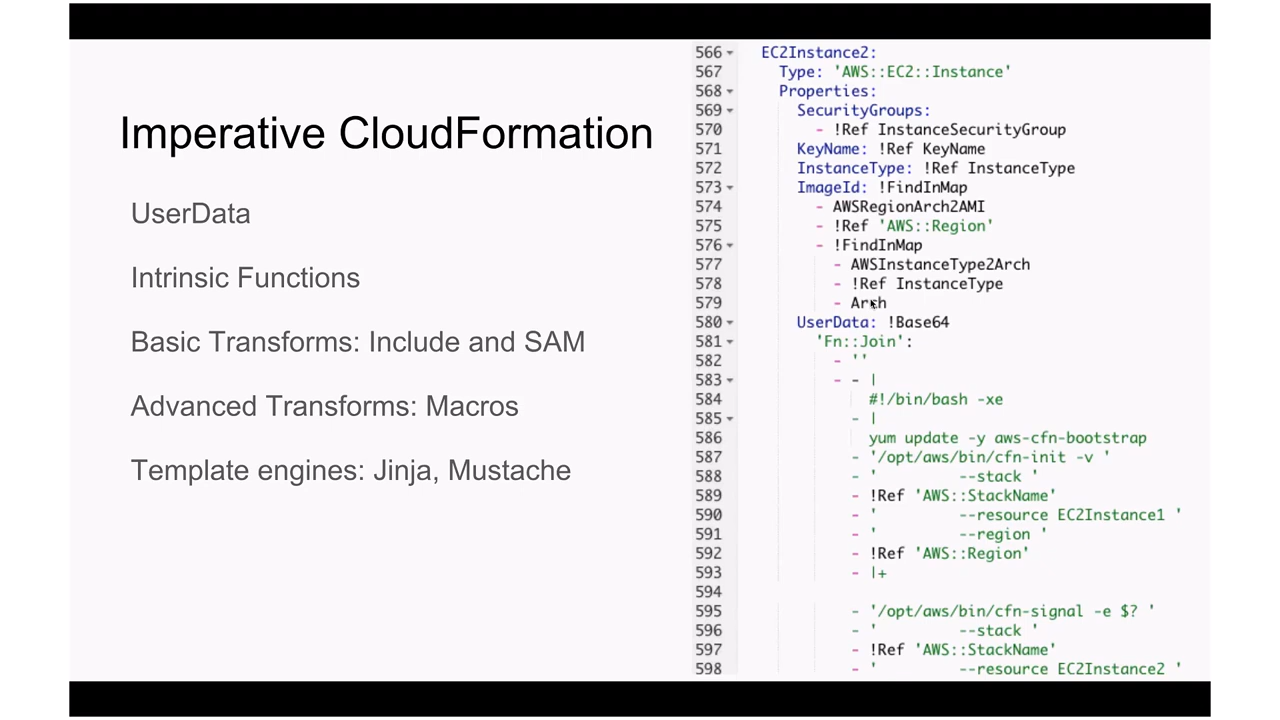 Imperative CloudFormation
UserData
Intrinsic Functions
Basic Transforms: Include and SAM
Advanced Transforms: Macros
Template engines: Jinja, Mustache
566 EC2Instance2:
567 Type: 'AWS::EC2::Instance'
568 Properties:
569 SecurityGroups:
570 - !Ref InstanceSecurityGroup
571 KeyName: !Ref KeyName
572 InstanceType: !Ref InstanceType
573 ImageId: !FindInMap
574 - AWSRegionArch2AMI
575 - !Ref 'AWS::Region'
576 - !FindInMap
577 - AWSInstanceType2Arch
578 - !Ref InstanceType
579 - Arch
580 UserData: !Base64
581 'Fn::Join':
582 - ''
583 - - |
584 #!/bin/bash -xe
585 - |
586 yum update -y aws-cfn-bootstrap
587 - '/opt/aws/bin/cfn-init -v '
588 - '         --stack '
589 - !Ref 'AWS::StackName'
590 - '         --resource EC2Instance1 '
591 - '         --region '
592 - !Ref 'AWS::Region'
593 - |+
594
595 - '/opt/aws/bin/cfn-signal -e $? '
596 - '         --stack '
597 - !Ref 'AWS::StackName'
598 - '         --resource EC2Instance2 '